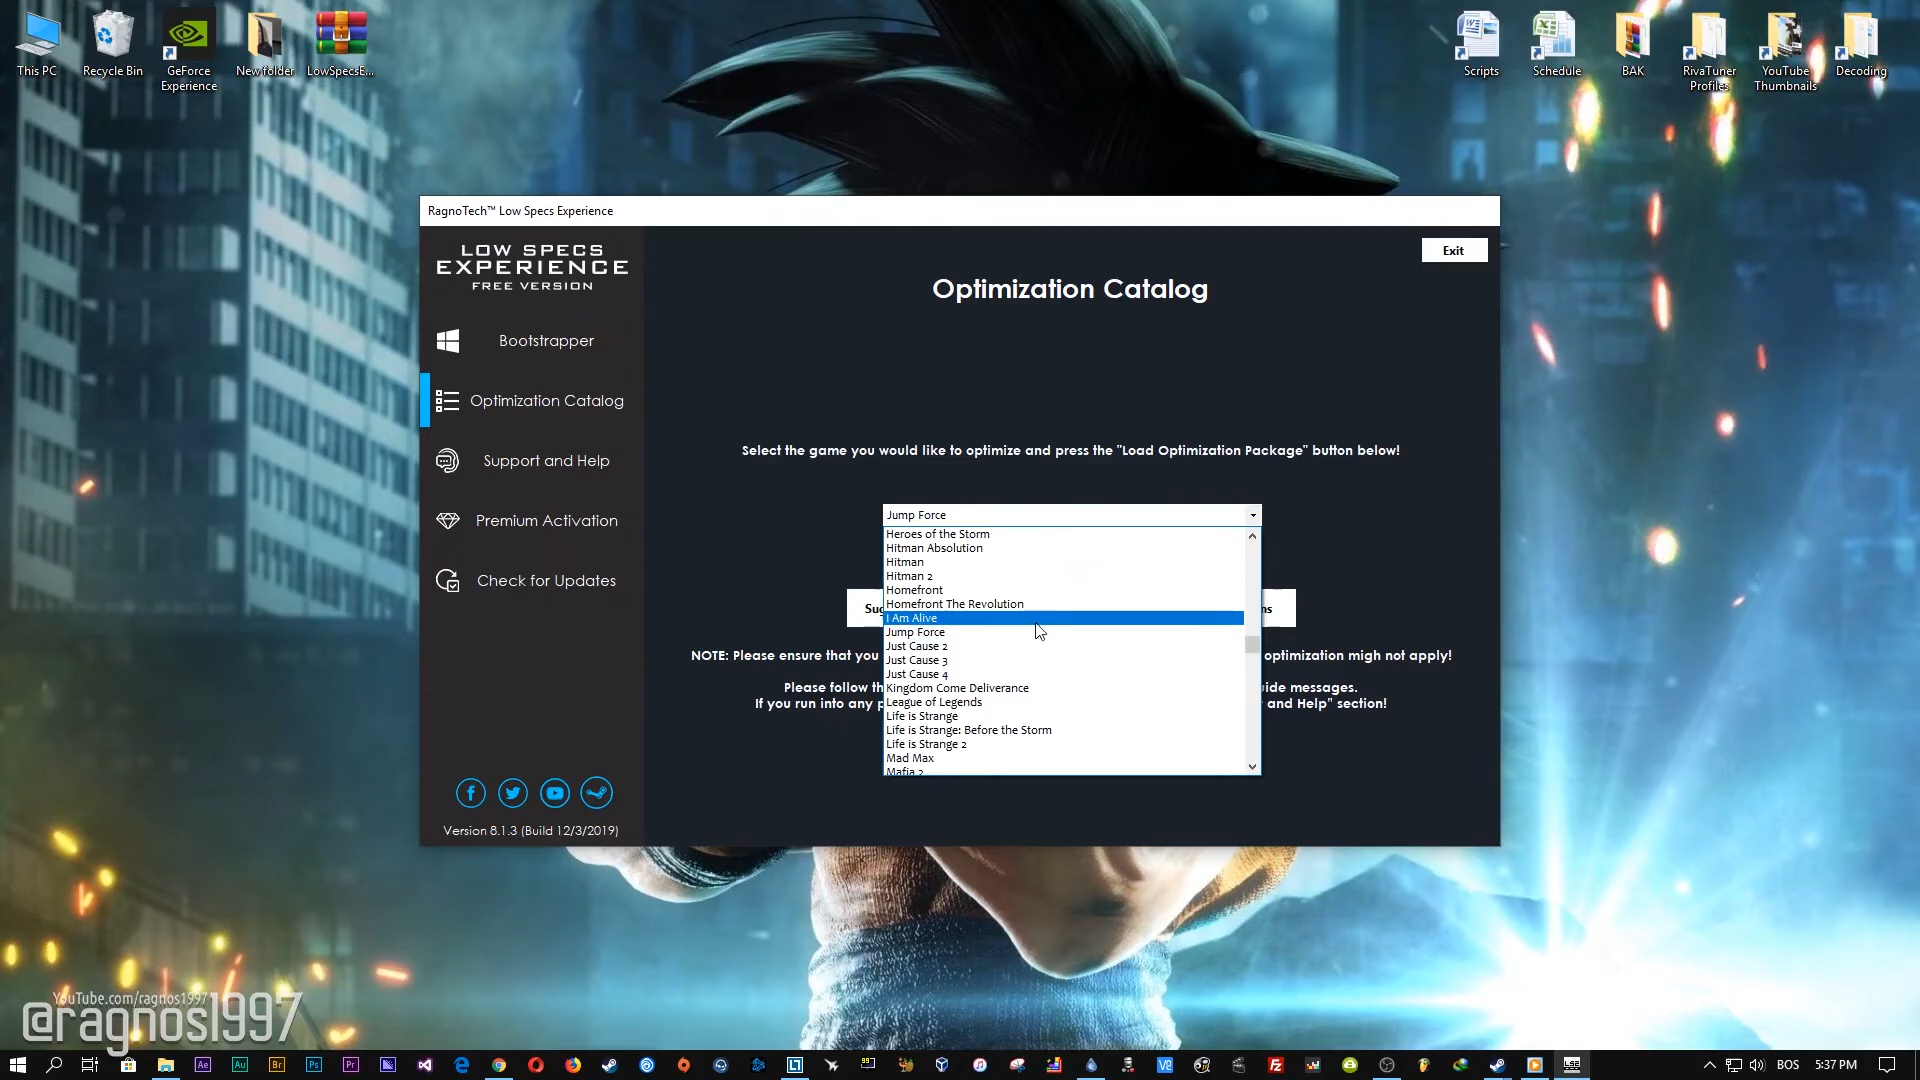 This PC
Recycle Bin
GeForce
Experience
New folder
LowSpecsE...
Scripts
Schedule
BAK
RivaTuner
Profiles
YouTube
Thumbnails
Decoding
RagnoTech™ Low Specs Experience
LOW SPECS
EXPERIENCE
FREE VERSION
Exit
Optimization Catalog
Bootstrapper
Optimization Catalog
Support and Help
Premium Activation
Check for Updates
Version 8.1.3 (Build 12/3/2019)
Select the game you would like to optimize and press the "Load Optimization Package" button below!
Jump Force
Heroes of the Storm
Hitman Absolution
Hitman
Hitman 2
Homefront
Homefront The Revolution
I Am Alive
Jump Force
Just Cause 2
Just Cause 3
Just Cause 4
Kingdom Come Deliverance
League of Legends
Life is Strange
Life is Strange: Before the Storm
Life is Strange 2
Mad Max
Mafia 2
NOTE: Please ensure that you optimization migh not apply!
Please follow th ide messages.
If you run into any p and Help" section!
YouTube.com/ragnos1997
@ragnos1997
BOS
5:37 PM